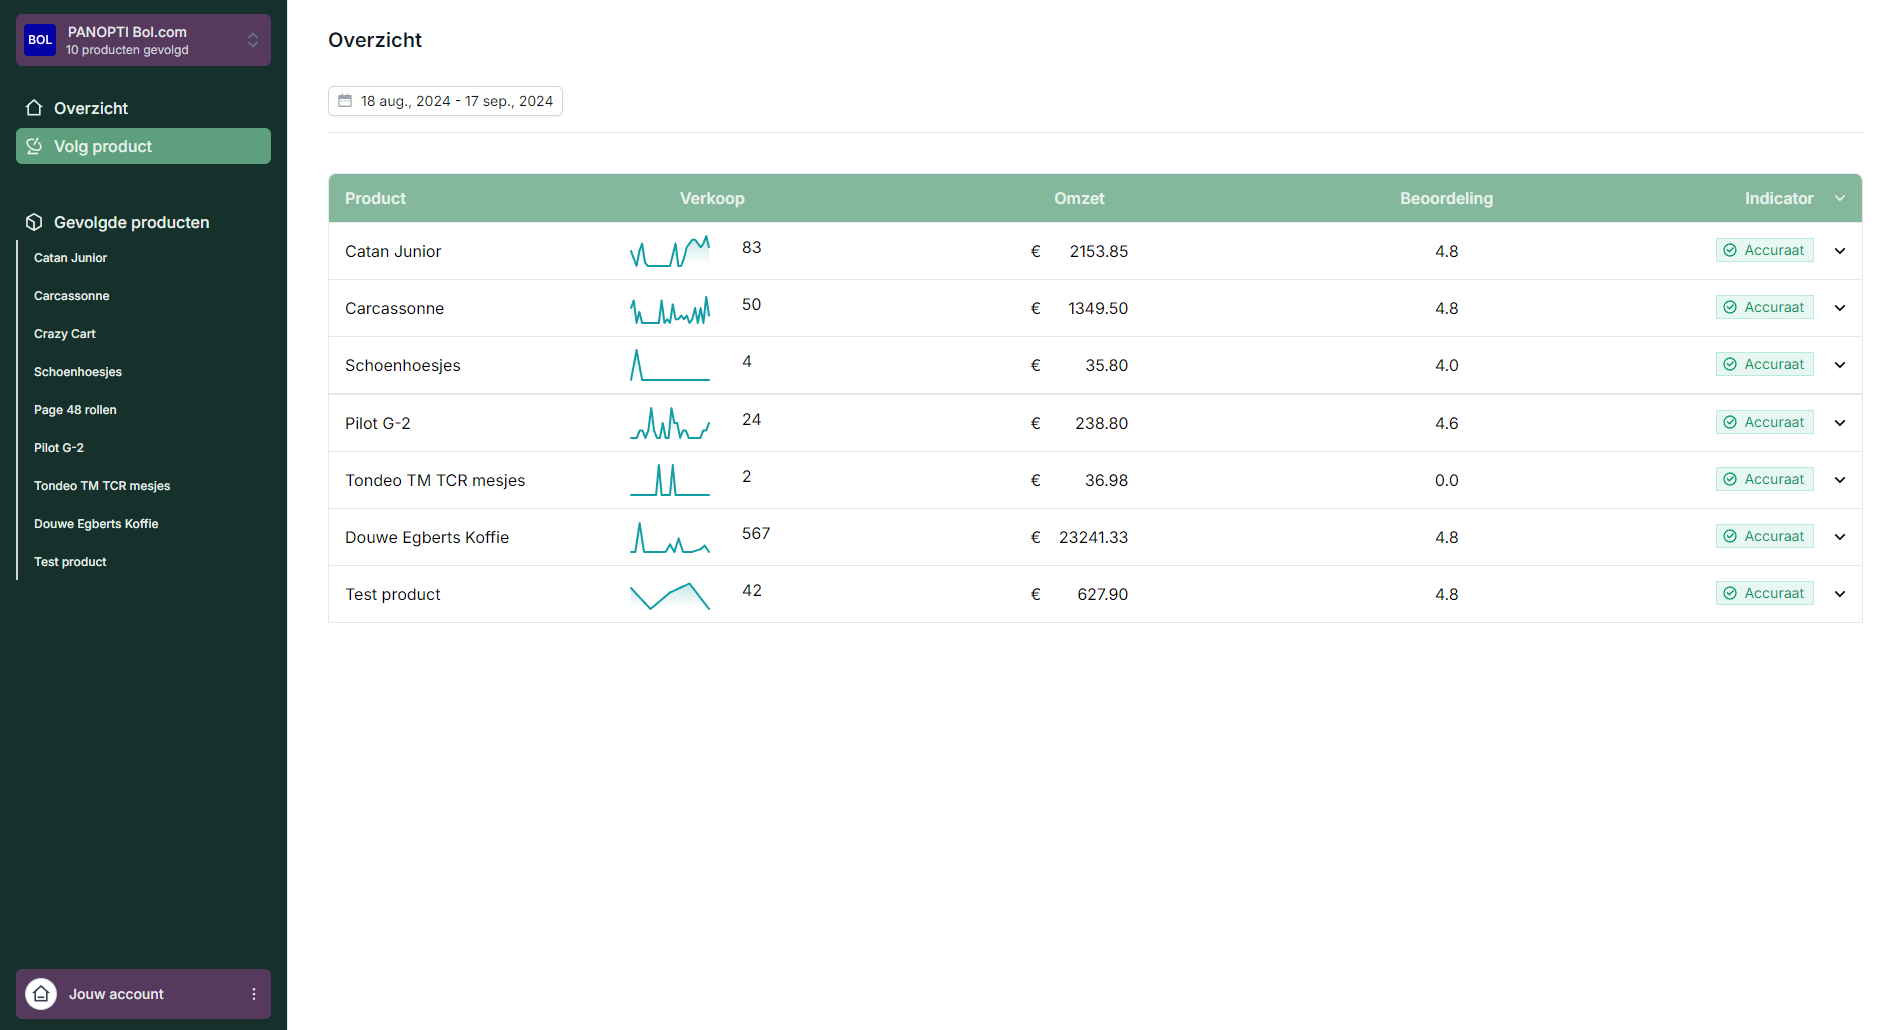 BOL
PANOPTI Bol.com
10 producten gevolgd
Overzicht
Volg product
Gevolgde producten
Catan Junior
Carcassonne
Crazy Cart
Schoenhoesjes
Page 48 rollen
Pilot G-2
Tondeo TM TCR mesjes
Douwe Egberts Koffie
Test product
Jouw account
Overzicht
18 aug., 2024 - 17 sep., 2024
Product Verkoop Omzet Beoordeling Indicator
Catan Junior 83 € 2153.85 4.8 Accuraat
Carcassonne 50 € 1349.50 4.8 Accuraat
Schoenhoesjes 4 € 35.80 4.0 Accuraat
Pilot G-2 24 € 238.80 4.6 Accuraat
Tondeo TM TCR mesjes 2 € 36.98 0.0 Accuraat
Douwe Egberts Koffie 567 € 23241.33 4.8 Accuraat
Test product 42 € 627.90 4.8 Accuraat